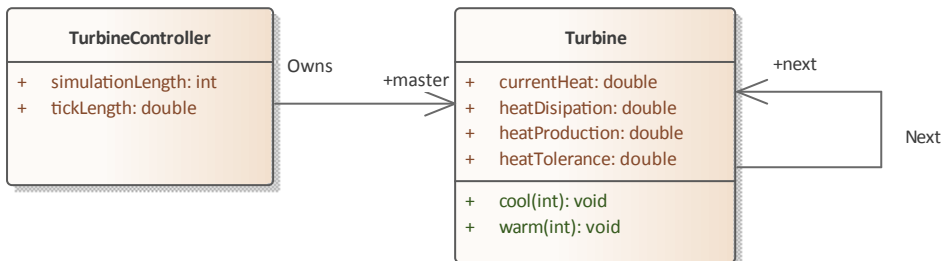 TurbineController
+ simulationLength: int
+ tickLength: double
Owns
+master
Turbine
+ currentHeat: double
+ heatDisipation: double
+ heatProduction: double
+ heatTolerance: double
+ cool(int): void
+ warm(int): void
+next
Next